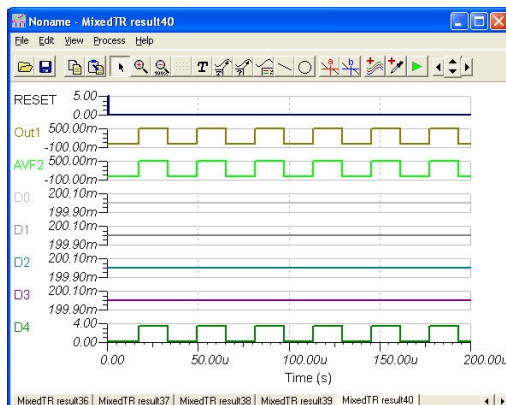 Noname - MixedTR result40
File Edit View Process Help
T
100%
a
b
RESET 5.00
0.00
Out1 500.00m
-100.00m
AVF2 500.00m
-100.00m
D0 200.10m
199.90m
D1 200.10m
199.90m
D2 200.10m
199.90m
D3 200.10m
199.90m
D4 4.00
0.00
0.00 50.00u 100.00u 150.00u 200.00u
Time (s)
MixedTR result36 MixedTR result37 MixedTR result38 MixedTR result39 MixedTR result40